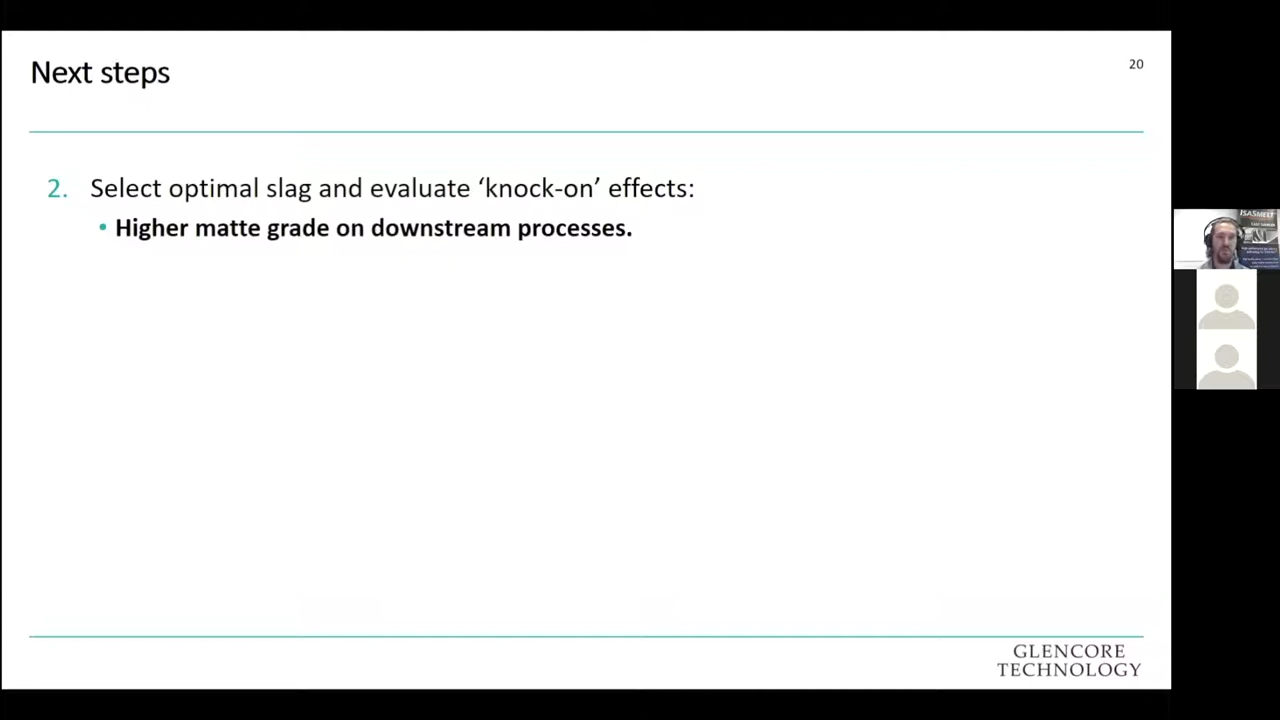 Next steps
20
2. Select optimal slag and evaluate ‘knock-on’ effects:
• Higher matte grade on downstream processes.
GLENCORE
TECHNOLOGY
ISASMELT